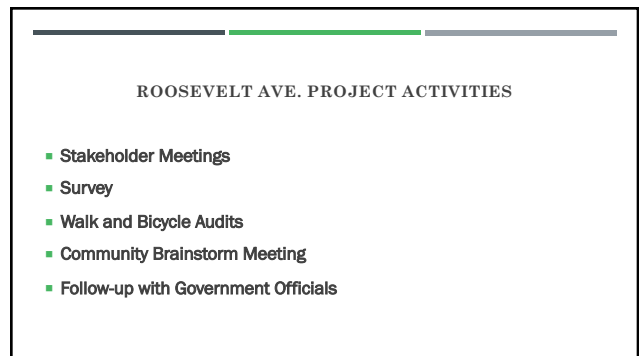 ROOSEVELT AVE. PROJECT ACTIVITIES
Stakeholder Meetings
Survey
Walk and Bicycle Audits
Community Brainstorm Meeting
Follow-up with Government Officials